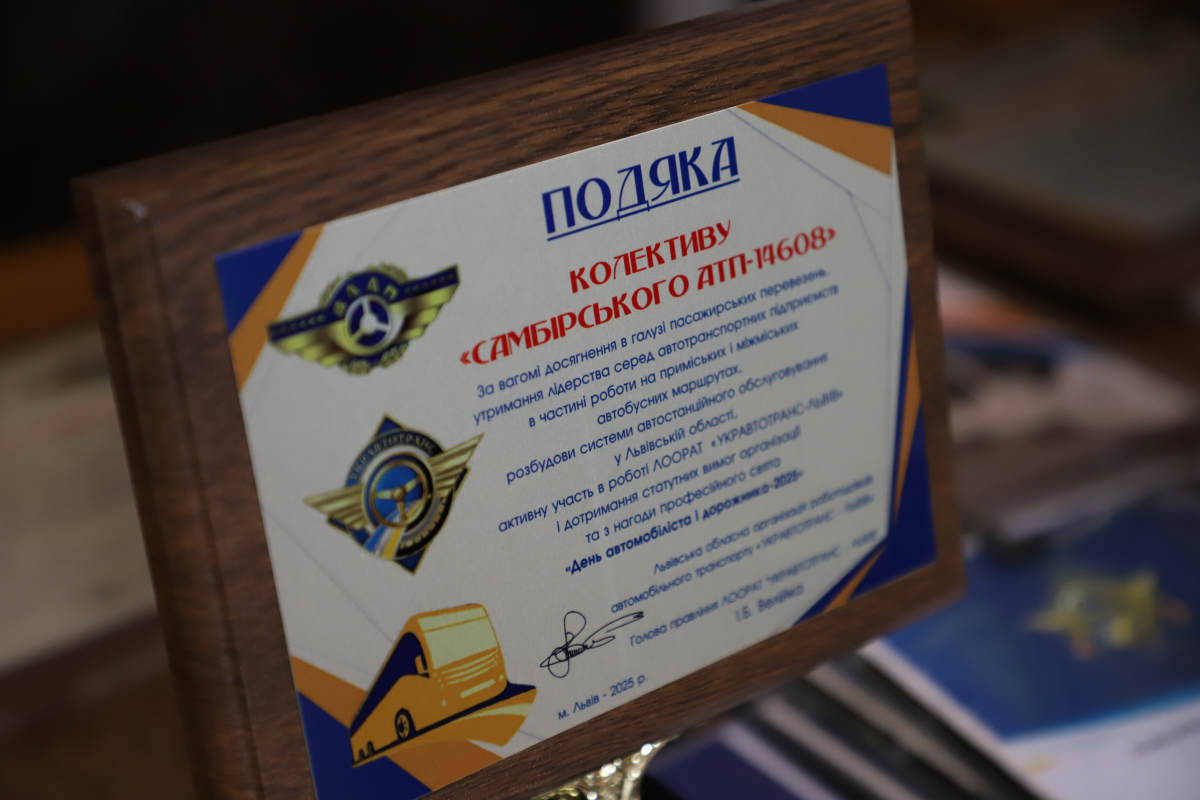 ПОДЯКА
КОЛЕКТИВУ
«САМБІРСЬКОГО АТП-14608»
За вагомі досягнення в галузі пасажирських перевезень,
утримання лідерства серед автотранспортних підприємств
в частині роботи на приміських і міжміських
автобусних маршрутах,
розбудови системи автостанційного обслуговування
у Львівській області,
активну участь в роботі ЛООРАТ «УКРАВТОТРАНС-ЛЬВІВ»
і дотримання статутних вимог організації
та з нагоди професійного свята
«День автомобіліста і дорожника-2025»
Львівська обласна організація роботодавців
автомобільного транспорту «УКРАВТОТРАНС - ЛЬВІВ»
Голова правління ЛООРАТ "УКРАВТОТРАНС - ЛЬВІВ"
І.Б. Велійко
м. Львів - 2025 р.
УКРАВТОТРАНС